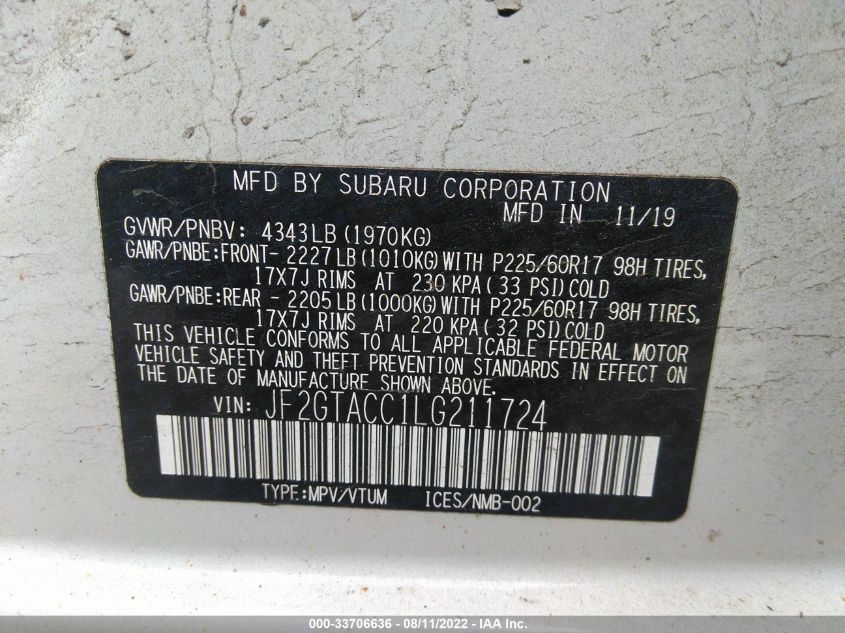 MFD BY SUBARU CORPORATION
MFD IN 11/19
GVWR/PNBV: 4343LB (1970KG)
GAWR/PNBE:FRONT- 2227LB (1010KG) WITH P225/60R17 98H TIRES,
17X7J RIMS AT 230 KPA ( 33 PSI) COLD
GAWR/PNBE:REAR - 2205LB (1000KG) WITH P225/60R17 98H TIRES,
17X7J RIMS AT 220 KPA ( 32 PSI) COLD
THIS VEHICLE CONFORMS TO ALL APPLICABLE FEDERAL MOTOR
VEHICLE SAFETY AND THEFT PREVENTION STANDARDS IN EFFECT ON
THE DATE OF MANUFACTURE SHOWN ABOVE.
VIN: JF2GTACC1LG211724
TYPE:MPV/VTUM ICES/NMB-002
000-33706636 - 08/11/2022 - IAA Inc.